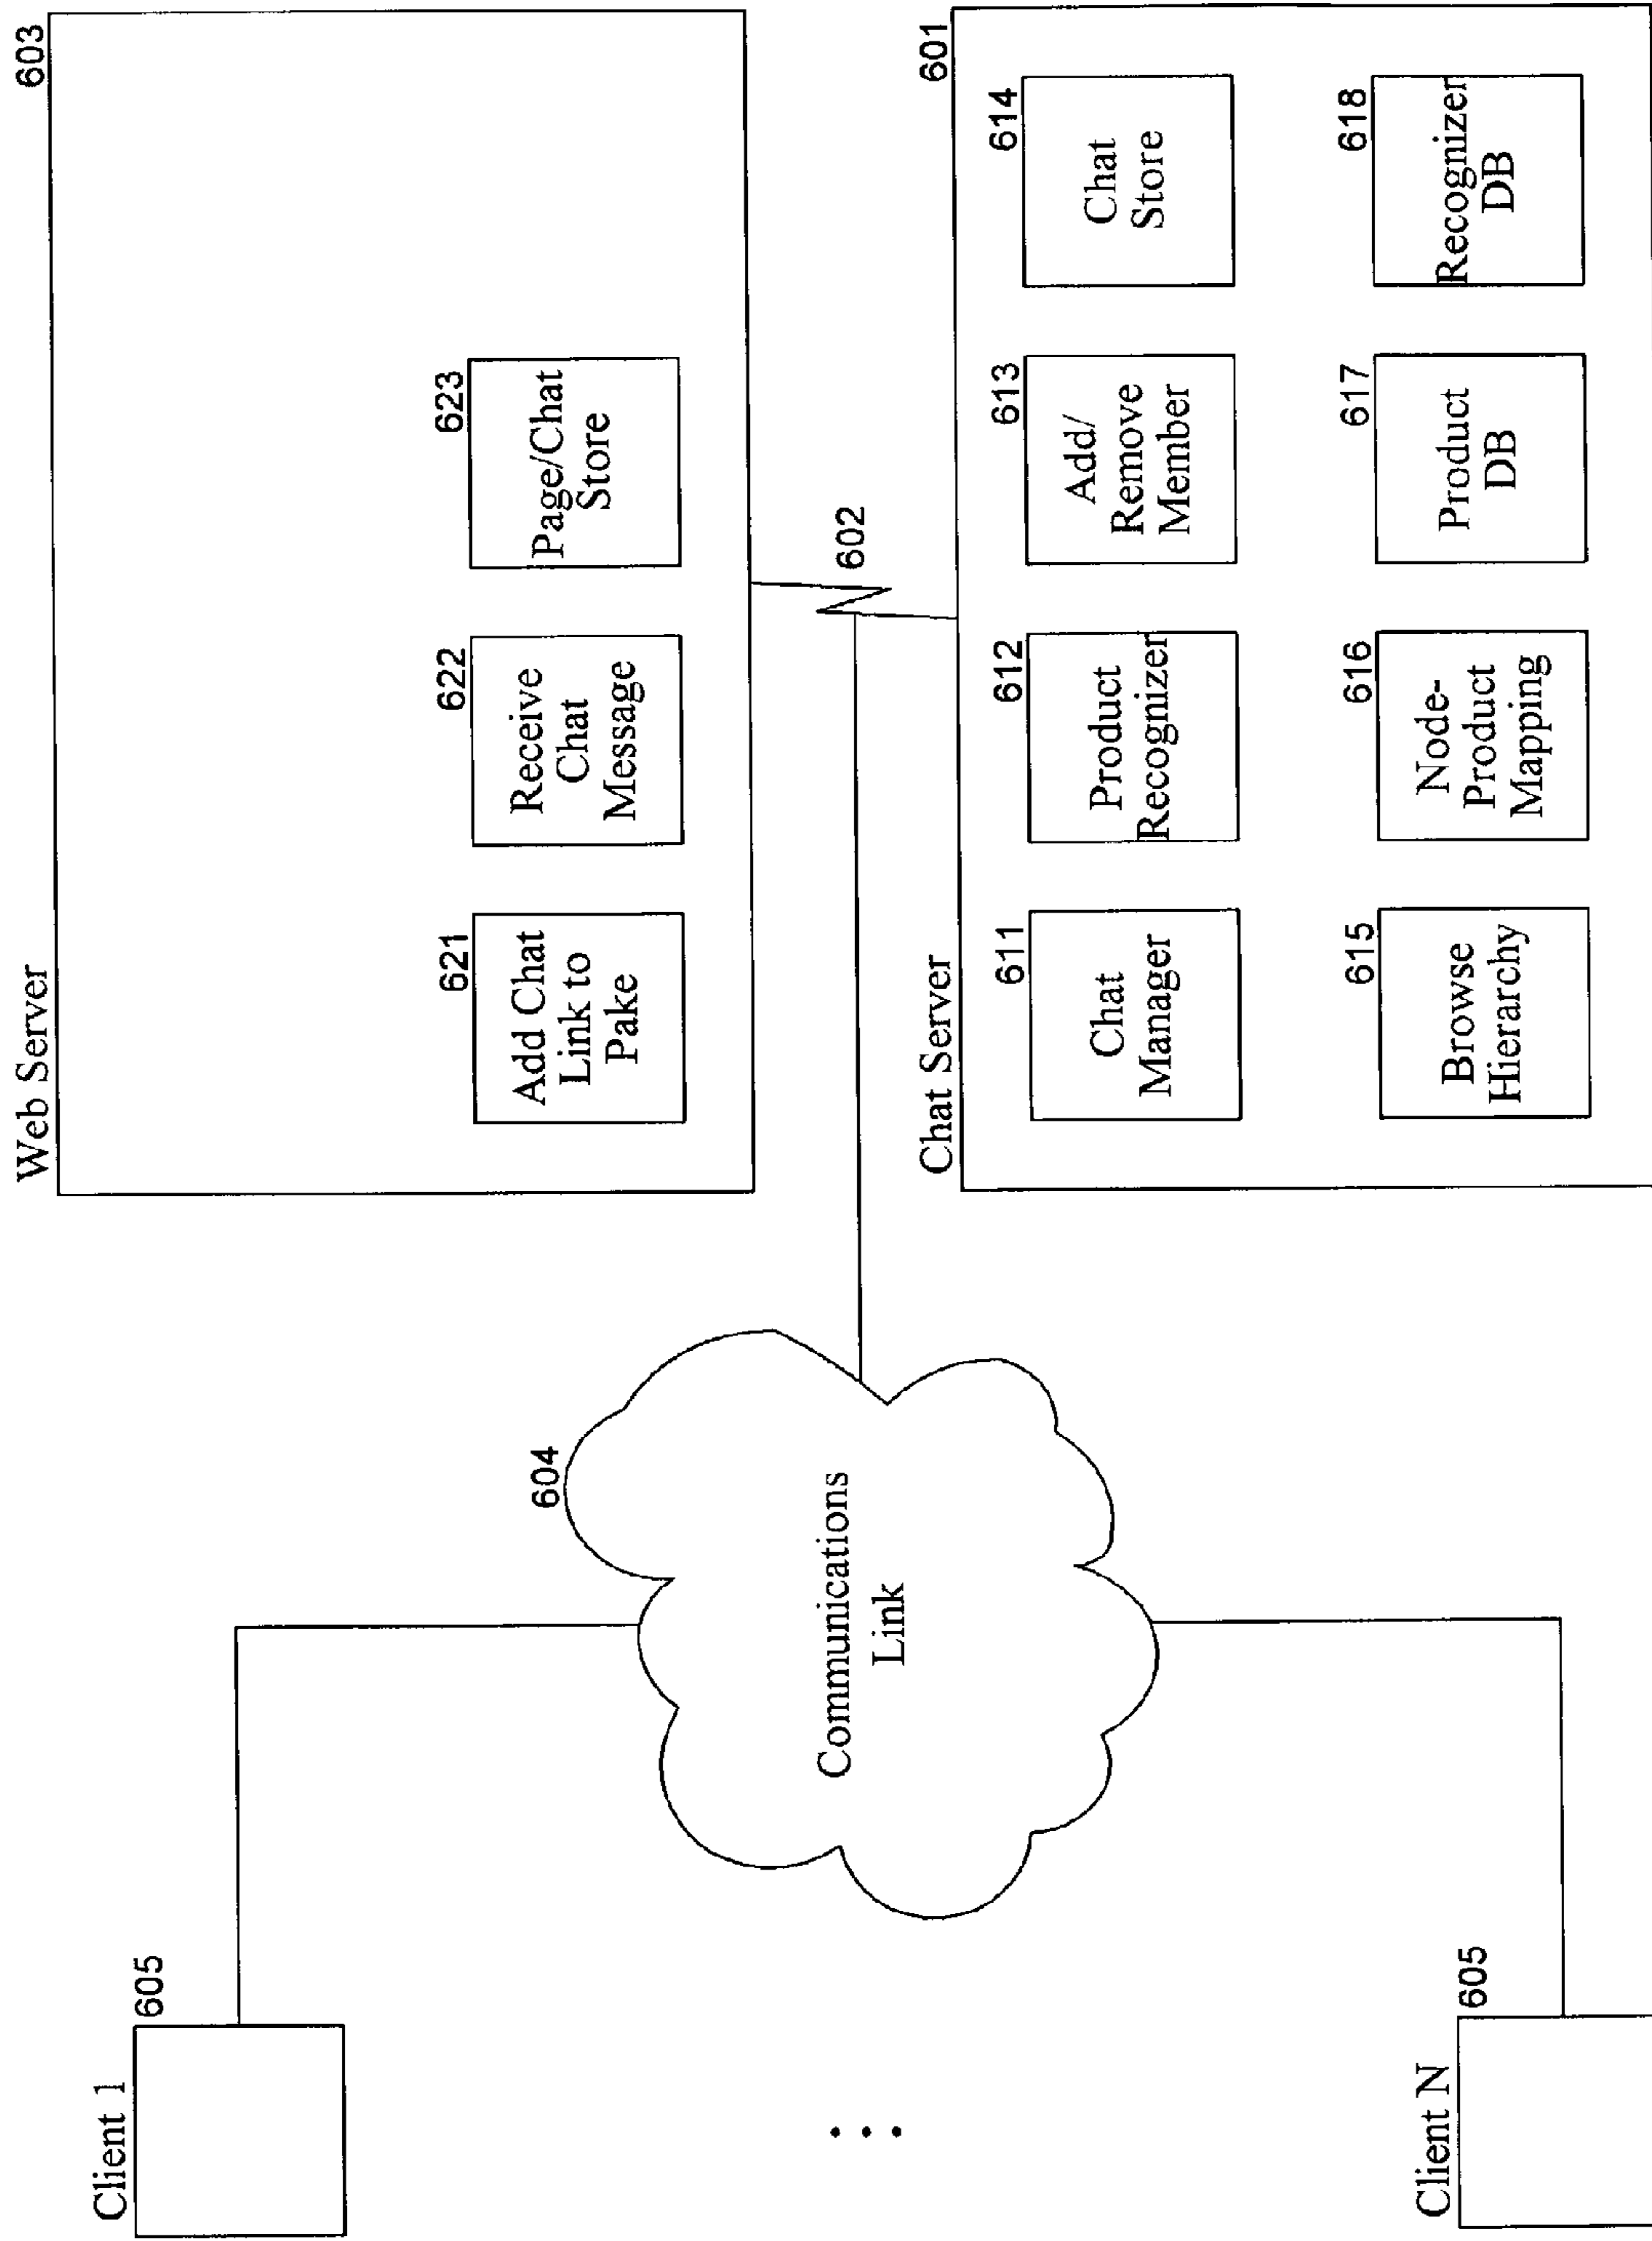 Client 1
605
Client N
605
604
Communications
Link
Web Server
603
621
Add Chat
Link to
Pake
622
Receive
Chat
Message
623
Page/Chat
Store
602
Chat Server
601
611
Chat
Manager
612
Product
Recognizer
613
Add/
Remove
Member
614
Chat
Store
615
Browse
Hierarchy
616
Node-
Product
Mapping
617
Product
DB
618
Recognizer
DB